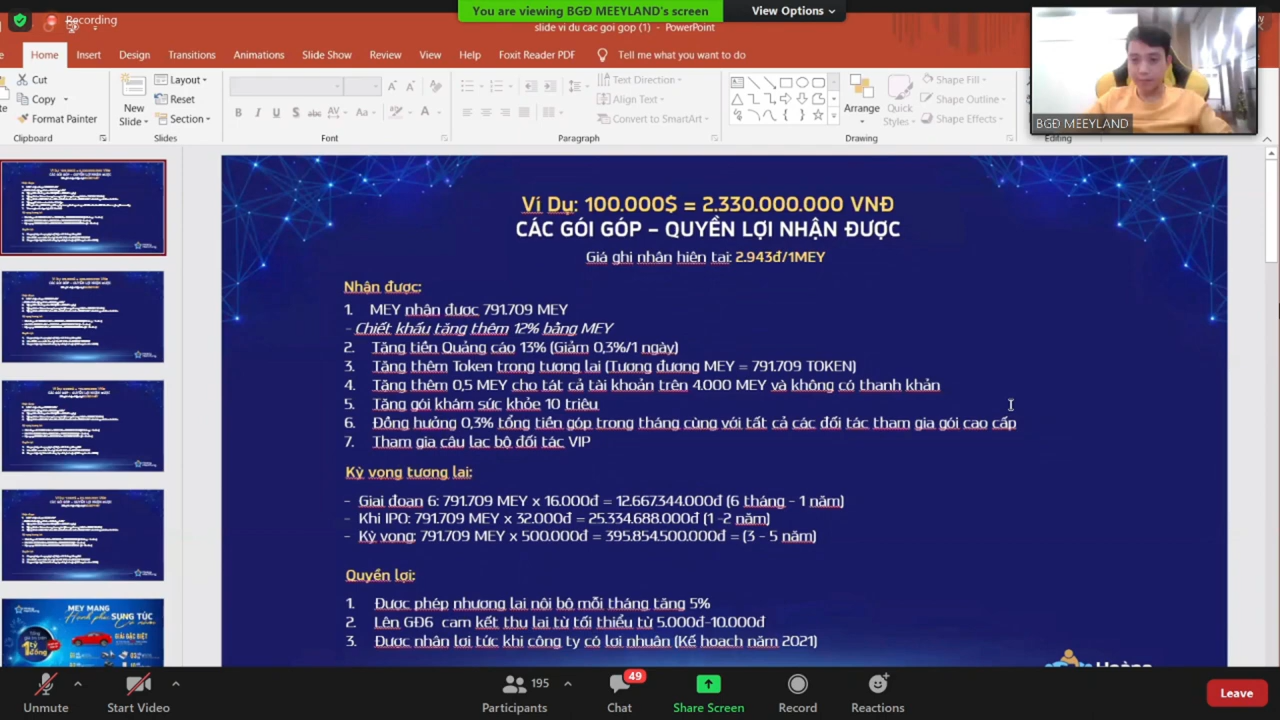 Recording
You are viewing BGĐ MEEYLAND's screen
View Options
slide vi du cac goi gop (1) - PowerPoint
Home
Insert
Design
Transitions
Animations
Slide Show
Review
View
Help
Foxit Reader PDF
Tell me what you want to do
Cut
Copy
Format Painter
Clipboard
New
Slide
Layout
Reset
Section
Slides
Font
Text Direction
Align Text
Convert to SmartArt
Paragraph
Arrange
Quick
Styles
Shape Fill
Shape Outline
Shape Effects
Drawing
Editing
BGĐ MEEYLAND
Ví Dụ: 100.000$ = 2.330.000.000 VNĐ
CÁC GÓI GÓP – QUYỀN LỢI NHẬN ĐƯỢC
Giá ghi nhận hiện tại: 2.943đ/1MEY
Nhận được:
1. MEY nhận được 791.709 MEY
- Chiết khấu tặng thêm 12% bằng MEY
2. Tặng tiền Quảng cáo 13% (Giảm 0,3%/1 ngày)
3. Tặng thêm Token trong tương lai (Tương đương MEY = 791.709 TOKEN)
4. Tặng thêm 0,5 MEY cho tất cả tài khoản trên 4.000 MEY và không có thanh khản
5. Tặng gói khám sức khỏe 10 triệu
6. Đồng hưởng 0,3% tổng tiền góp trong tháng cùng với tất cả các đối tác tham gia gói cao cấp
7. Tham gia câu lạc bộ đối tác VIP
Kỳ vọng tương lai:
- Giai đoạn 6: 791.709 MEY x 16.000đ = 12.667.344.000đ (6 tháng - 1 năm)
- Khi IPO: 791.709 MEY x 32.000đ = 25.334.688.000đ (1 -2 năm)
- Kỳ vọng: 791.709 MEY x 500.000đ = 395.854.500.000đ = (3 - 5 năm)
Quyền lợi:
1. Được phép nhượng lại nội bộ mỗi tháng tăng 5%
2. Lên GĐ6 cam kết thu lại từ tối thiểu từ 5.000đ-10.000đ
3. Được nhận lợi tức khi công ty có lợi nhuận (Kế hoạch năm 2021)
Hoàng
MEY MANG
SUNG TÚC
GIẢI ĐẶC BIỆT
1 tỷ
Unmute
Start Video
195
Participants
49
Chat
Share Screen
Record
Reactions
Leave